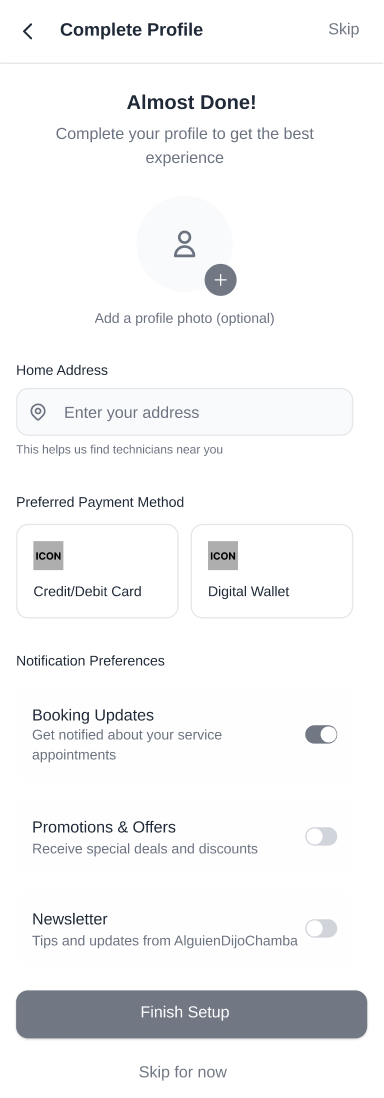 Complete Profile
Skip
Almost Done!
Complete your profile to get the best
experience
Add a profile photo (optional)
Home Address
Enter your address
This helps us find technicians near you
Preferred Payment Method
ICON
ICON
Credit/Debit Card
Digital Wallet
Notification Preferences
Booking Updates
Get notified about your service
appointments
Promotions & Offers
Receive special deals and discounts
Newsletter
Tips and updates from AlguienDijoChamba
Finish Setup
Skip for now